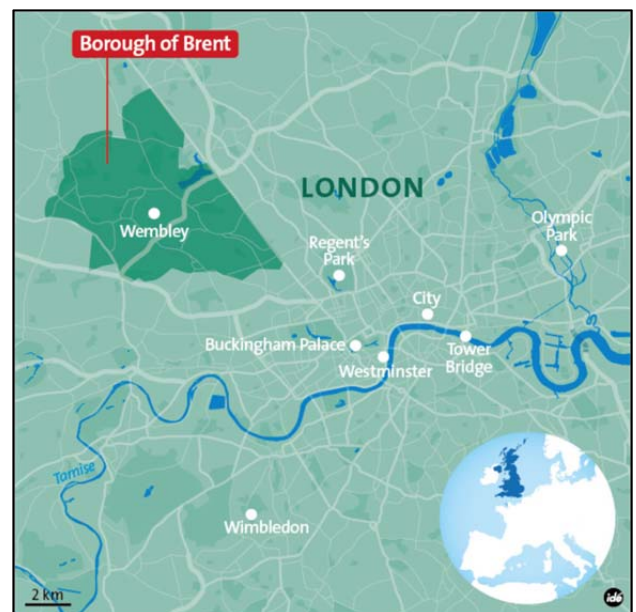 Borough of Brent
LONDON
Wembley
Regent's
Park
Olympic
Park
City
Buckingham Palace
Westminster
Tower
Bridge
Tamise
Wimbledon
2 km
idé